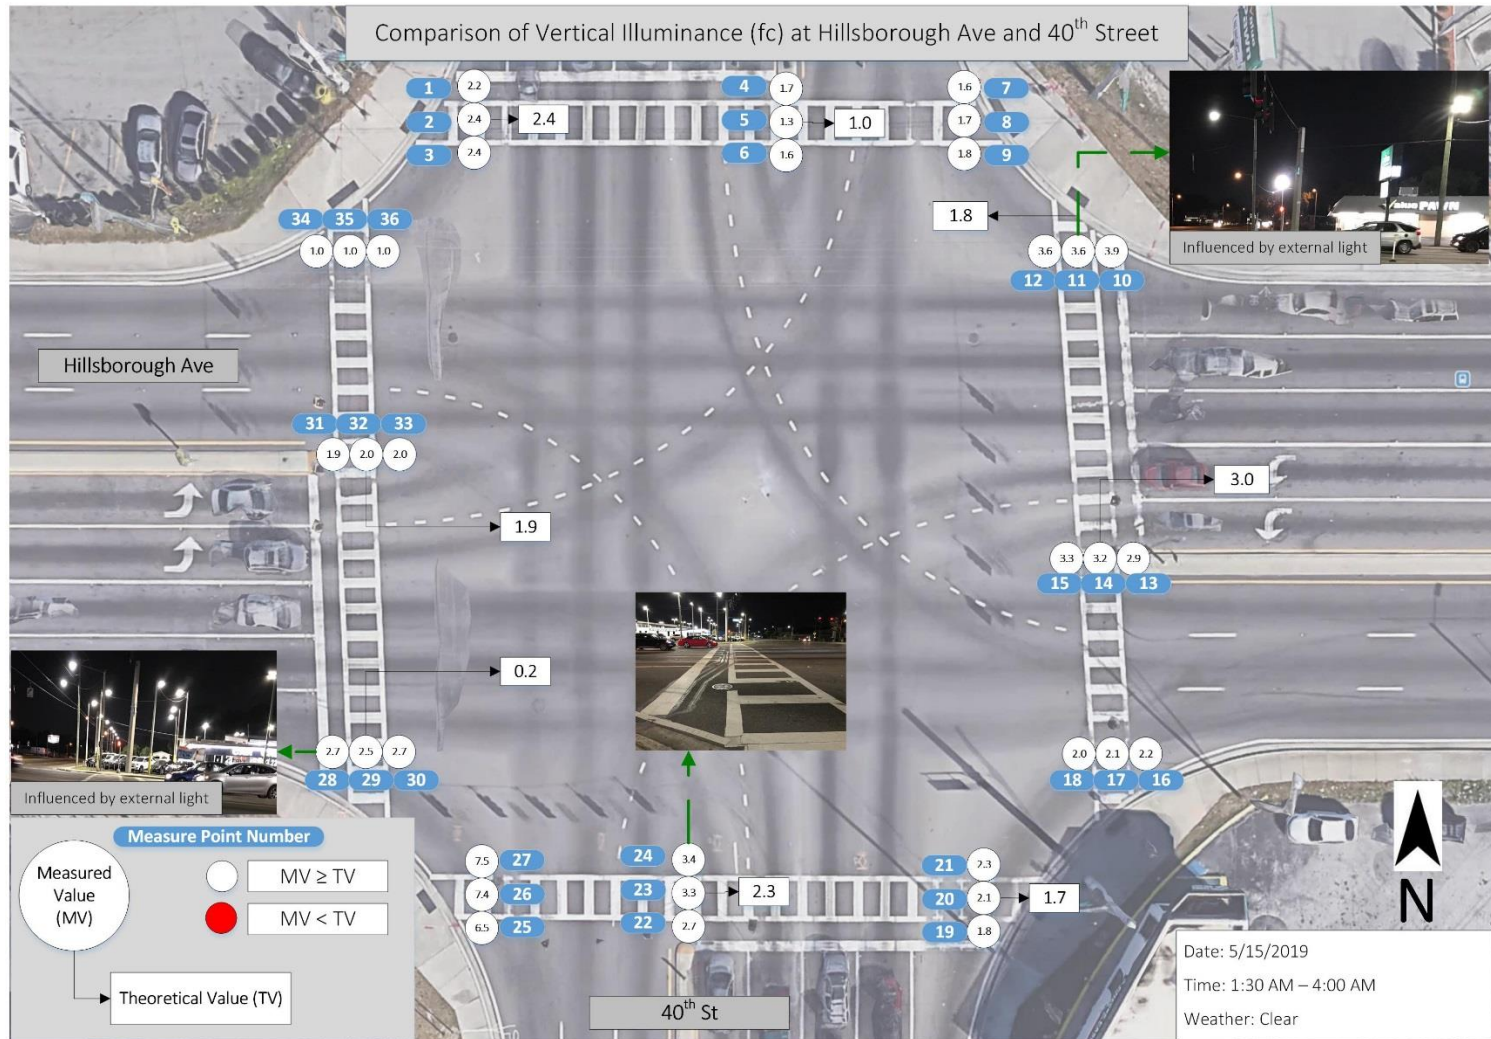 Comparison of Vertical Illuminance (fc) at Hillsborough Ave and 40th Street
1 2.2 4 1.7 1.6 7
2 2.4 2.4 5 1.3 1.0 1.7 8
3 2.4 6 1.6 1.8 9
Value PAWN
Influenced by external light
34 35 36
1.0 1.0 1.0
1.8
3.6 3.6 3.9
12 11 10
Hillsborough Ave
31 32 33
1.9 2.0 2.0
1.9
3.0
3.3 3.2 2.9
15 14 13
0.2
2.7 2.5 2.7
28 29 30
Influenced by external light
2.0 2.1 2.2
18 17 16
7.5 27 24 3.4 21 2.3
7.4 26 23 3.3 2.3 20 2.1 1.7
6.5 25 22 2.7 19 1.8
40th St
Measure Point Number
Measured
Value
(MV)
MV ≥ TV
MV < TV
Theoretical Value (TV)
N
Date: 5/15/2019
Time: 1:30 AM – 4:00 AM
Weather: Clear